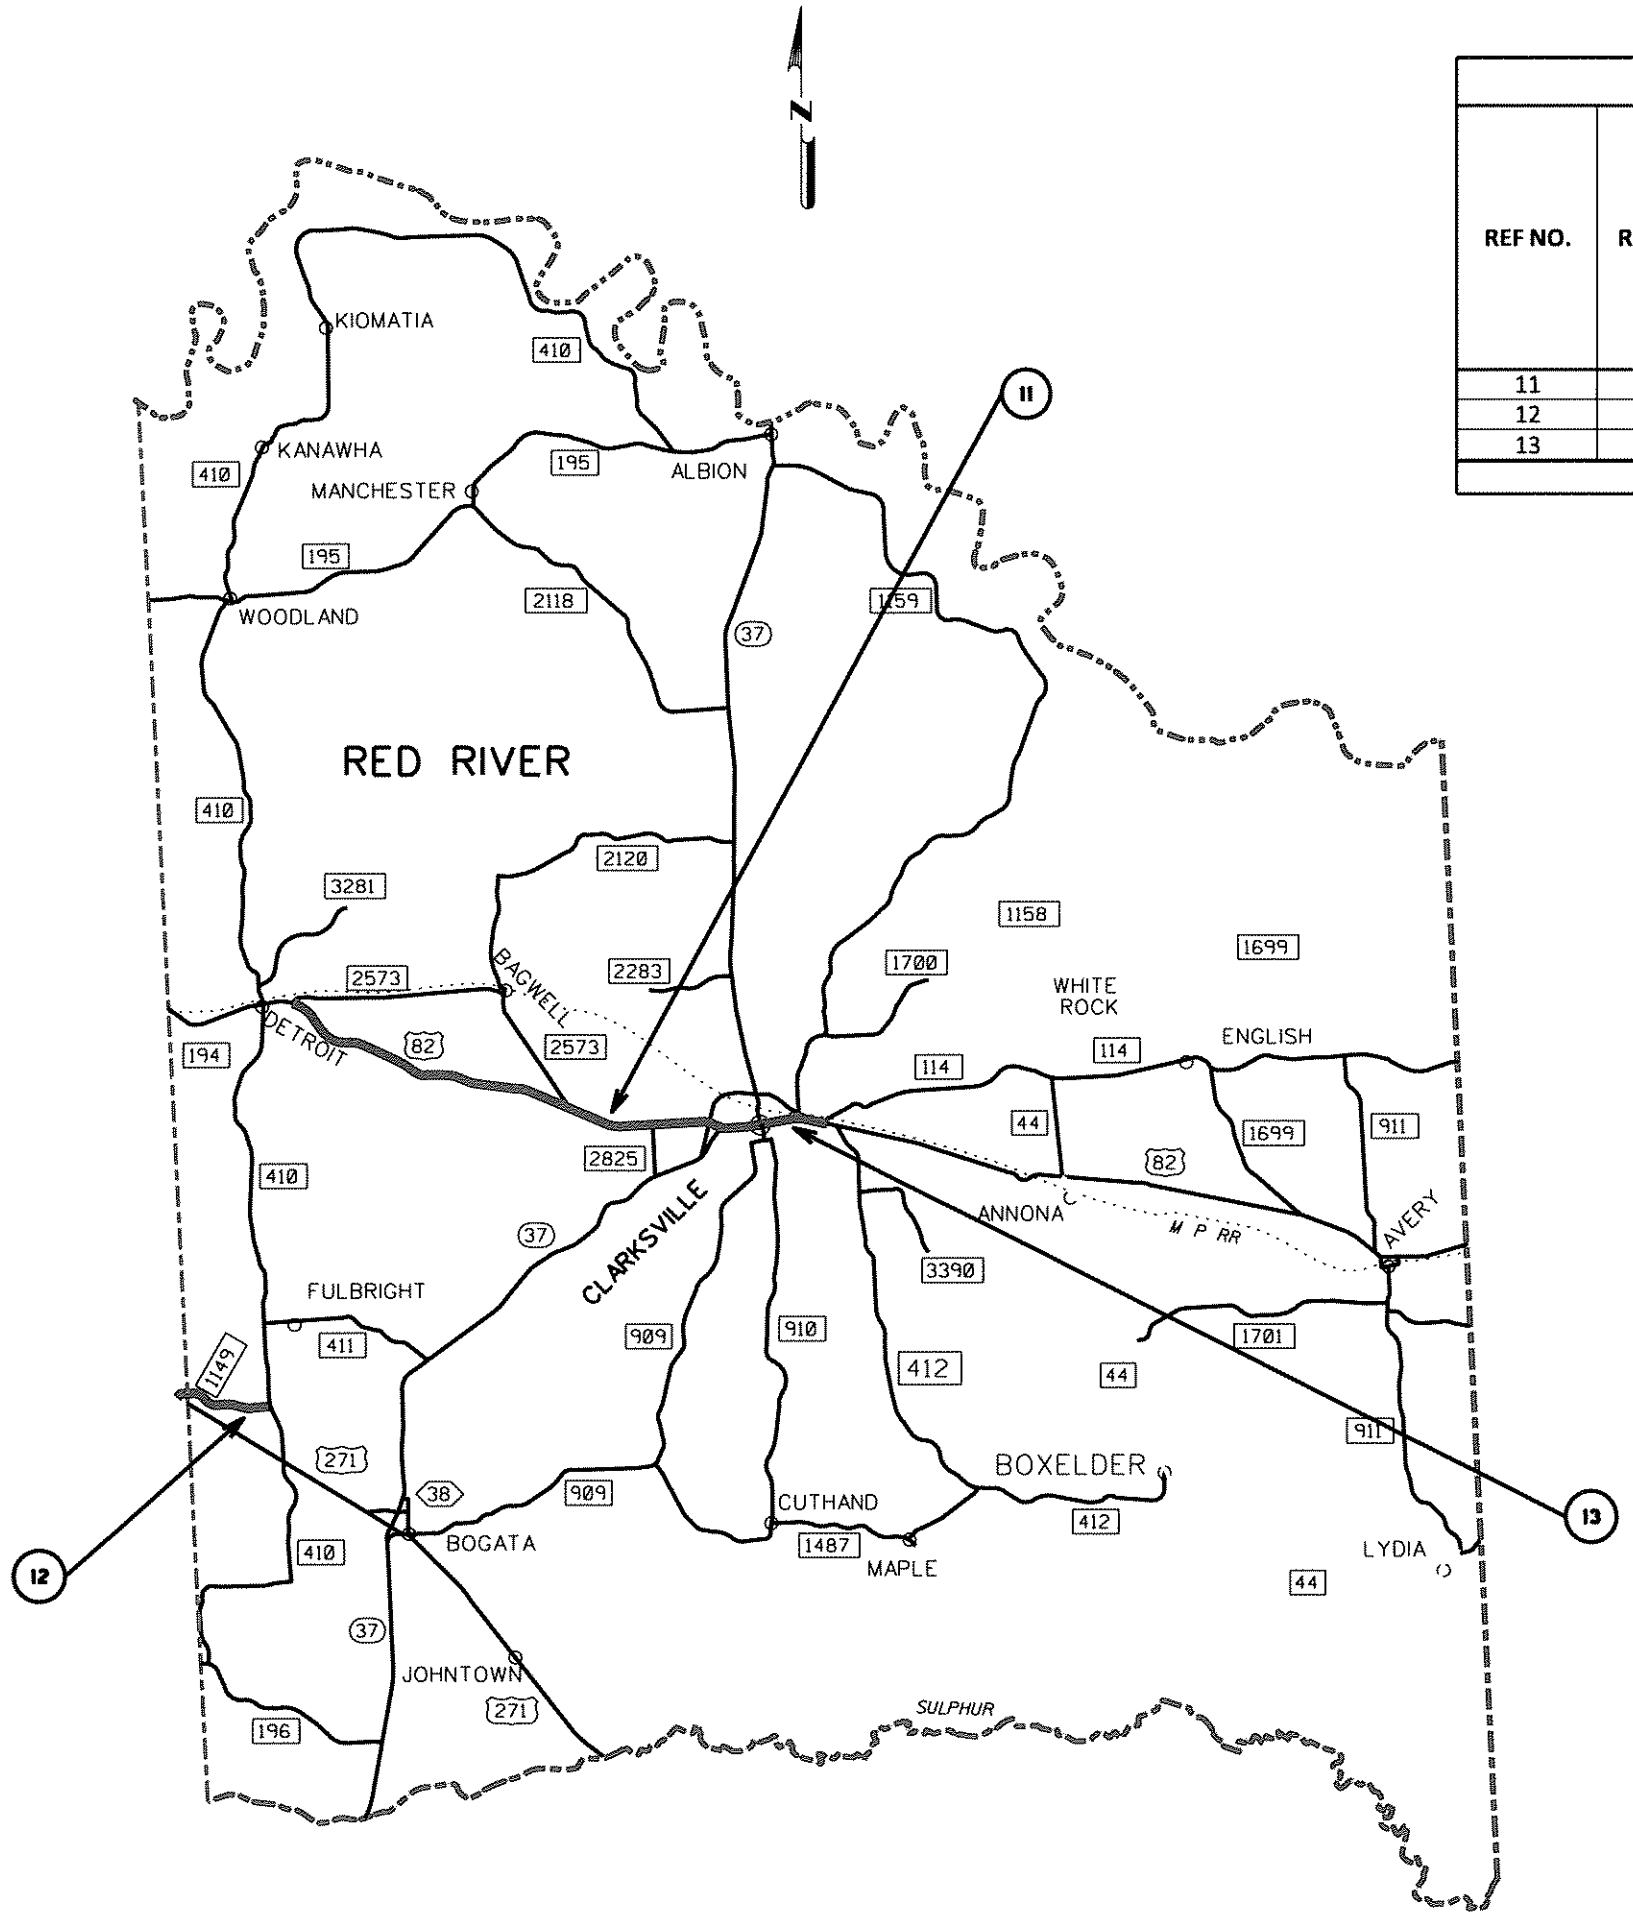 N
REF NO.
R
11
12
13
KIOMATIA
410
11
KANAWHA
410
195
ALBION
MANCHESTER
195
2118
1159
WOODLAND
37
RED RIVER
410
2120
3281
1158
1699
BAGWELL
2573
2283
1700
WHITE
ROCK
DETROIT
194
82
2573
114
114
ENGLISH
44
1699
911
2825
82
410
CLARKSVILLE
ANNONA
M P RR
AVERY
37
3390
FULBRIGHT
411
909
910
1701
1149
412
44
911
271
38
909
BOXELDER
CUTHAND
412
13
410
BOGATA
1487
MAPLE
LYDIA
12
44
37
JOHNTOWN
271
196
SULPHUR